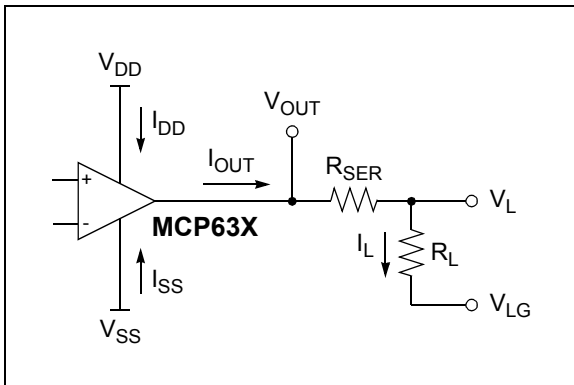 V_DD
I_DD
V_OUT
I_OUT
R_SER
+
-
MCP63X
V_L
I_L
R_L
I_SS
V_SS
V_LG